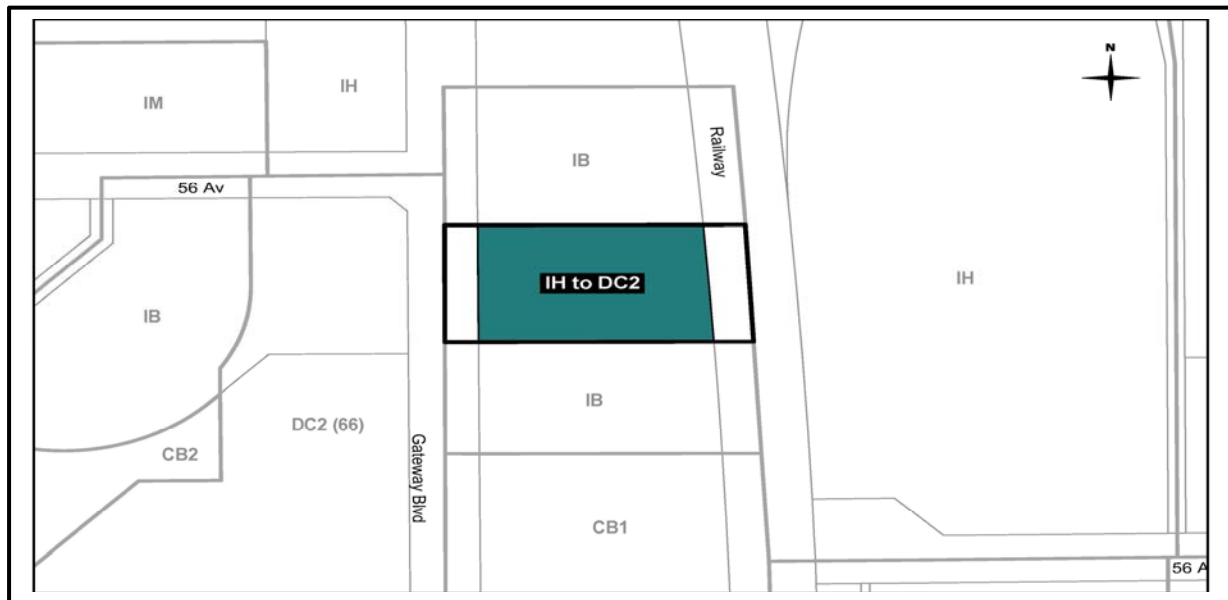 N
IH
IM
IB
Railway
56 Av
IH to DC2
IH
IB
IB
DC2 (66)
CB2
Gateway Blvd
CB1
56 A